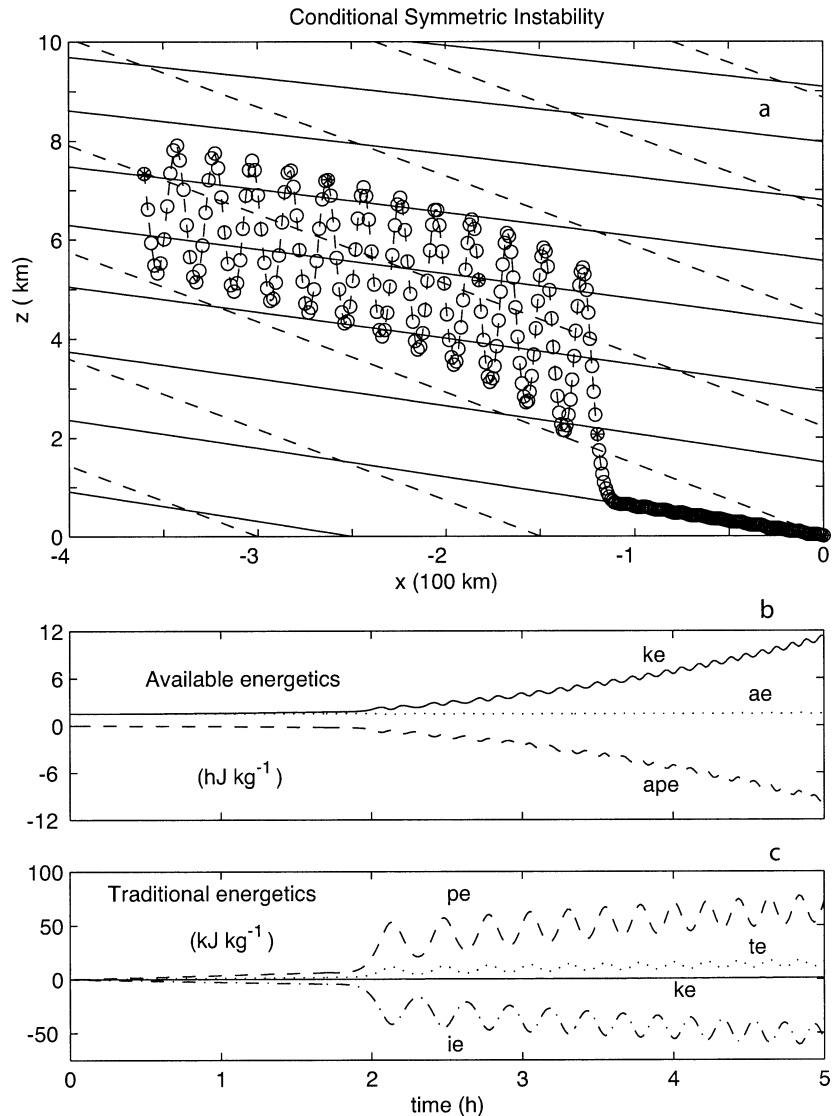 Conditional Symmetric Instability
10
8
6
4
2
0
z ( km)
a
-4
-3
-2
-1
0
x (100 km)
b
12
6
0
-6
-12
Available energetics
ke
ae
(hJ kg-1)
ape
c
100
50
0
-50
Traditional energetics
pe
(kJ kg-1)
te
ke
ie
0
1
2
3
4
5
time (h)